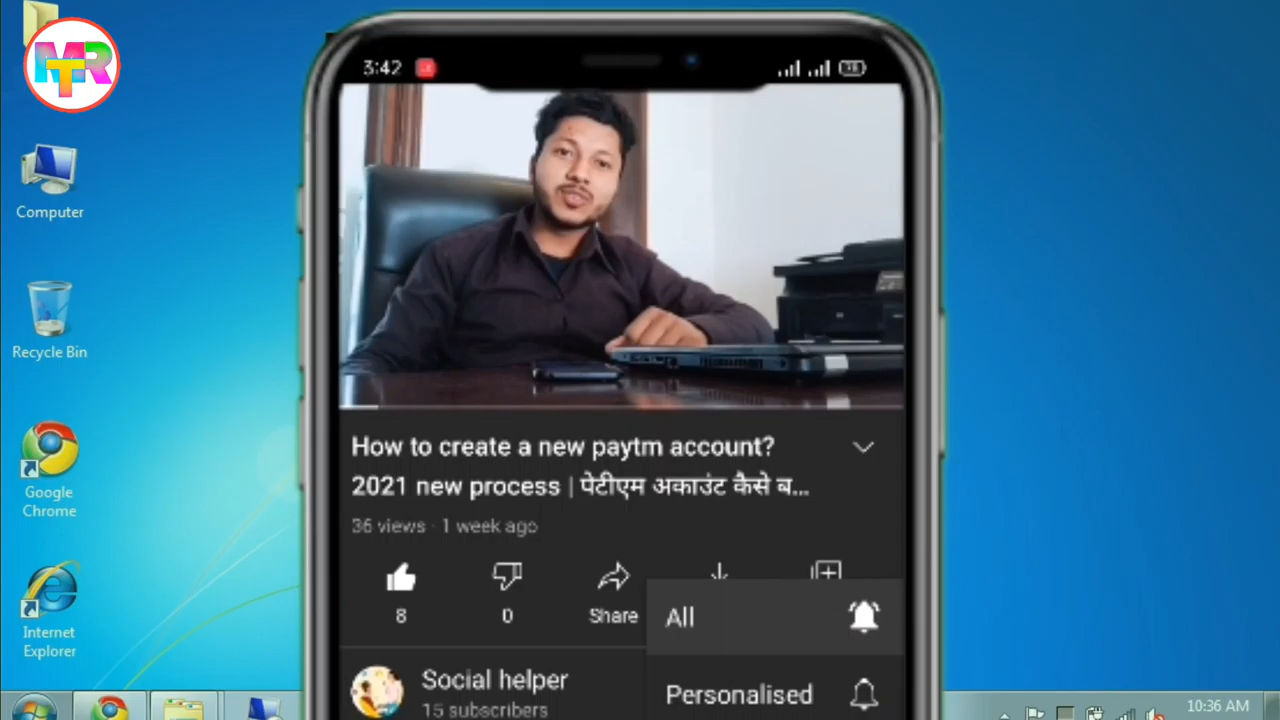 MTR
3:42
Computer
Recycle Bin
Google
Chrome
Internet
Explorer
How to create a new paytm account?
2021 new process | पेटीएम अकाउंट कैसे ब...
36 views · 1 week ago
8
0
Share
All
Social helper
15 subscribers
Personalised
10:36 AM